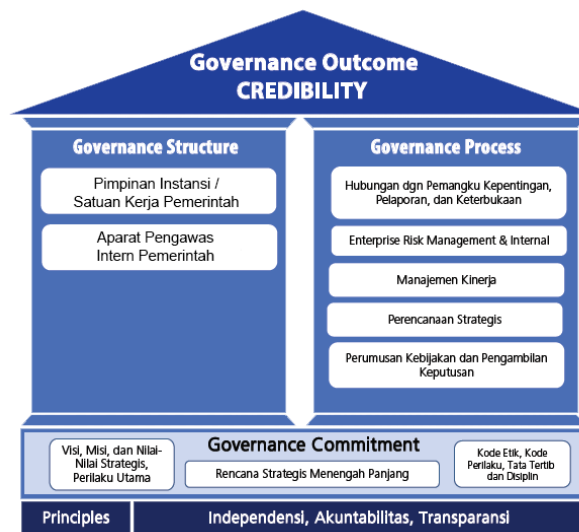 Governance Outcome
CREDIBILITY
Governance Structure
Pimpinan Instansi /
Satuan Kerja Pemerintah
Aparat Pengawas
Intern Pemerintah
Governance Process
Hubungan dgn Pemangku Kepentingan,
Pelaporan, dan Keterbukaan
Enterprise Risk Management & Internal
Manajemen Kinerja
Perencanaan Strategis
Perumusan Kebijakan dan Pengambilan
Keputusan
Governance Commitment
Visi, Misi, dan Nilai-
Nilai Strategis,
Perilaku Utama
Rencana Strategis Menengah Panjang
Kode Etik, Kode
Perilaku, Tata Tertib
dan Disiplin
Principles
Independensi, Akuntabilitas, Transparansi